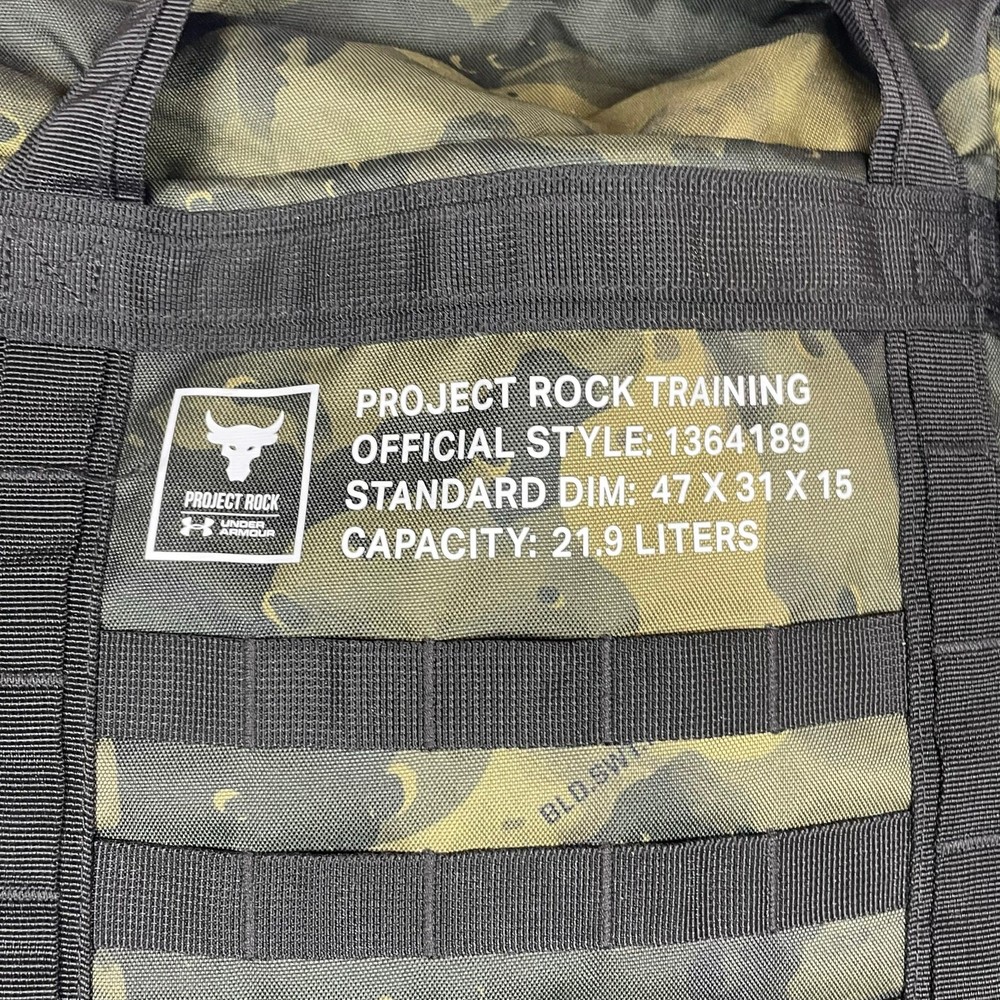 PROJECT ROCK TRAINING
OFFICIAL STYLE: 1364189
STANDARD DIM: 47 X 31 X 15
CAPACITY: 21.9 LITERS
PROJECT ROCK
UNDER
ARMOUR